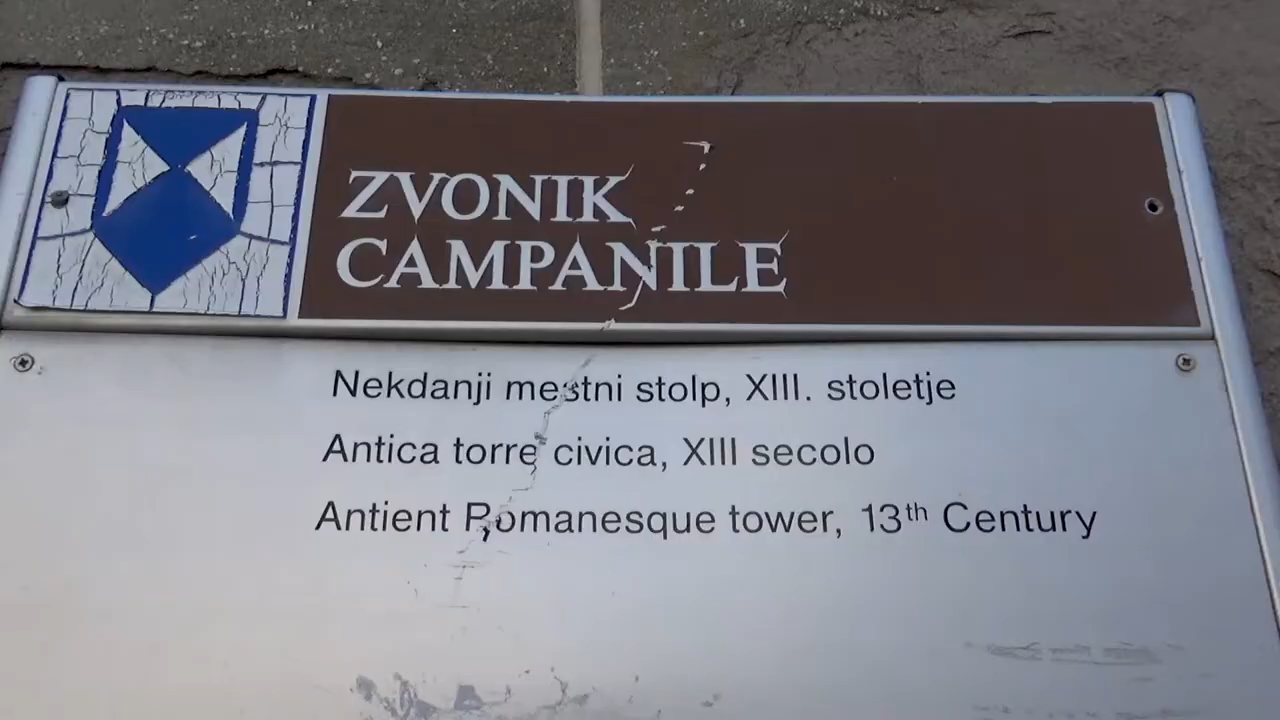 ZVONIK
CAMPANILE
Nekdanji mestni stolp, XIII. stoletje
Antica torre civica, XIII secolo
Antient Romanesque tower, 13th Century